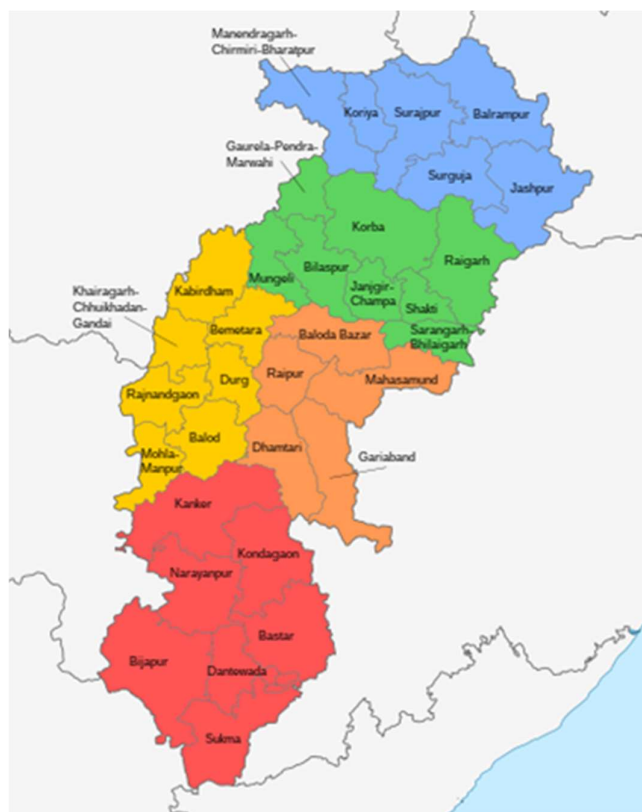 Manendragarh-
Chirmiri-Bharatpur
Koriya
Surajpur
Balrampur
Gaurela-Pendra-
Marwahi
Surguja
Jashpur
Korba
Raigarh
Mungeli
Bilaspur
Janjgir-
Champa
Shakti
Sarangarh-
Bhilaigarh
Kabirdham
Khairagarh-
Chhuikhadan-
Gandai
Bemetara
Baloda Bazar
Raipur
Mahasamund
Durg
Rajnandgaon
Balod
Mohla-
Manpur
Dhamtari
Gariaband
Kanker
Kondagaon
Narayanpur
Bastar
Bijapur
Dantewada
Sukma